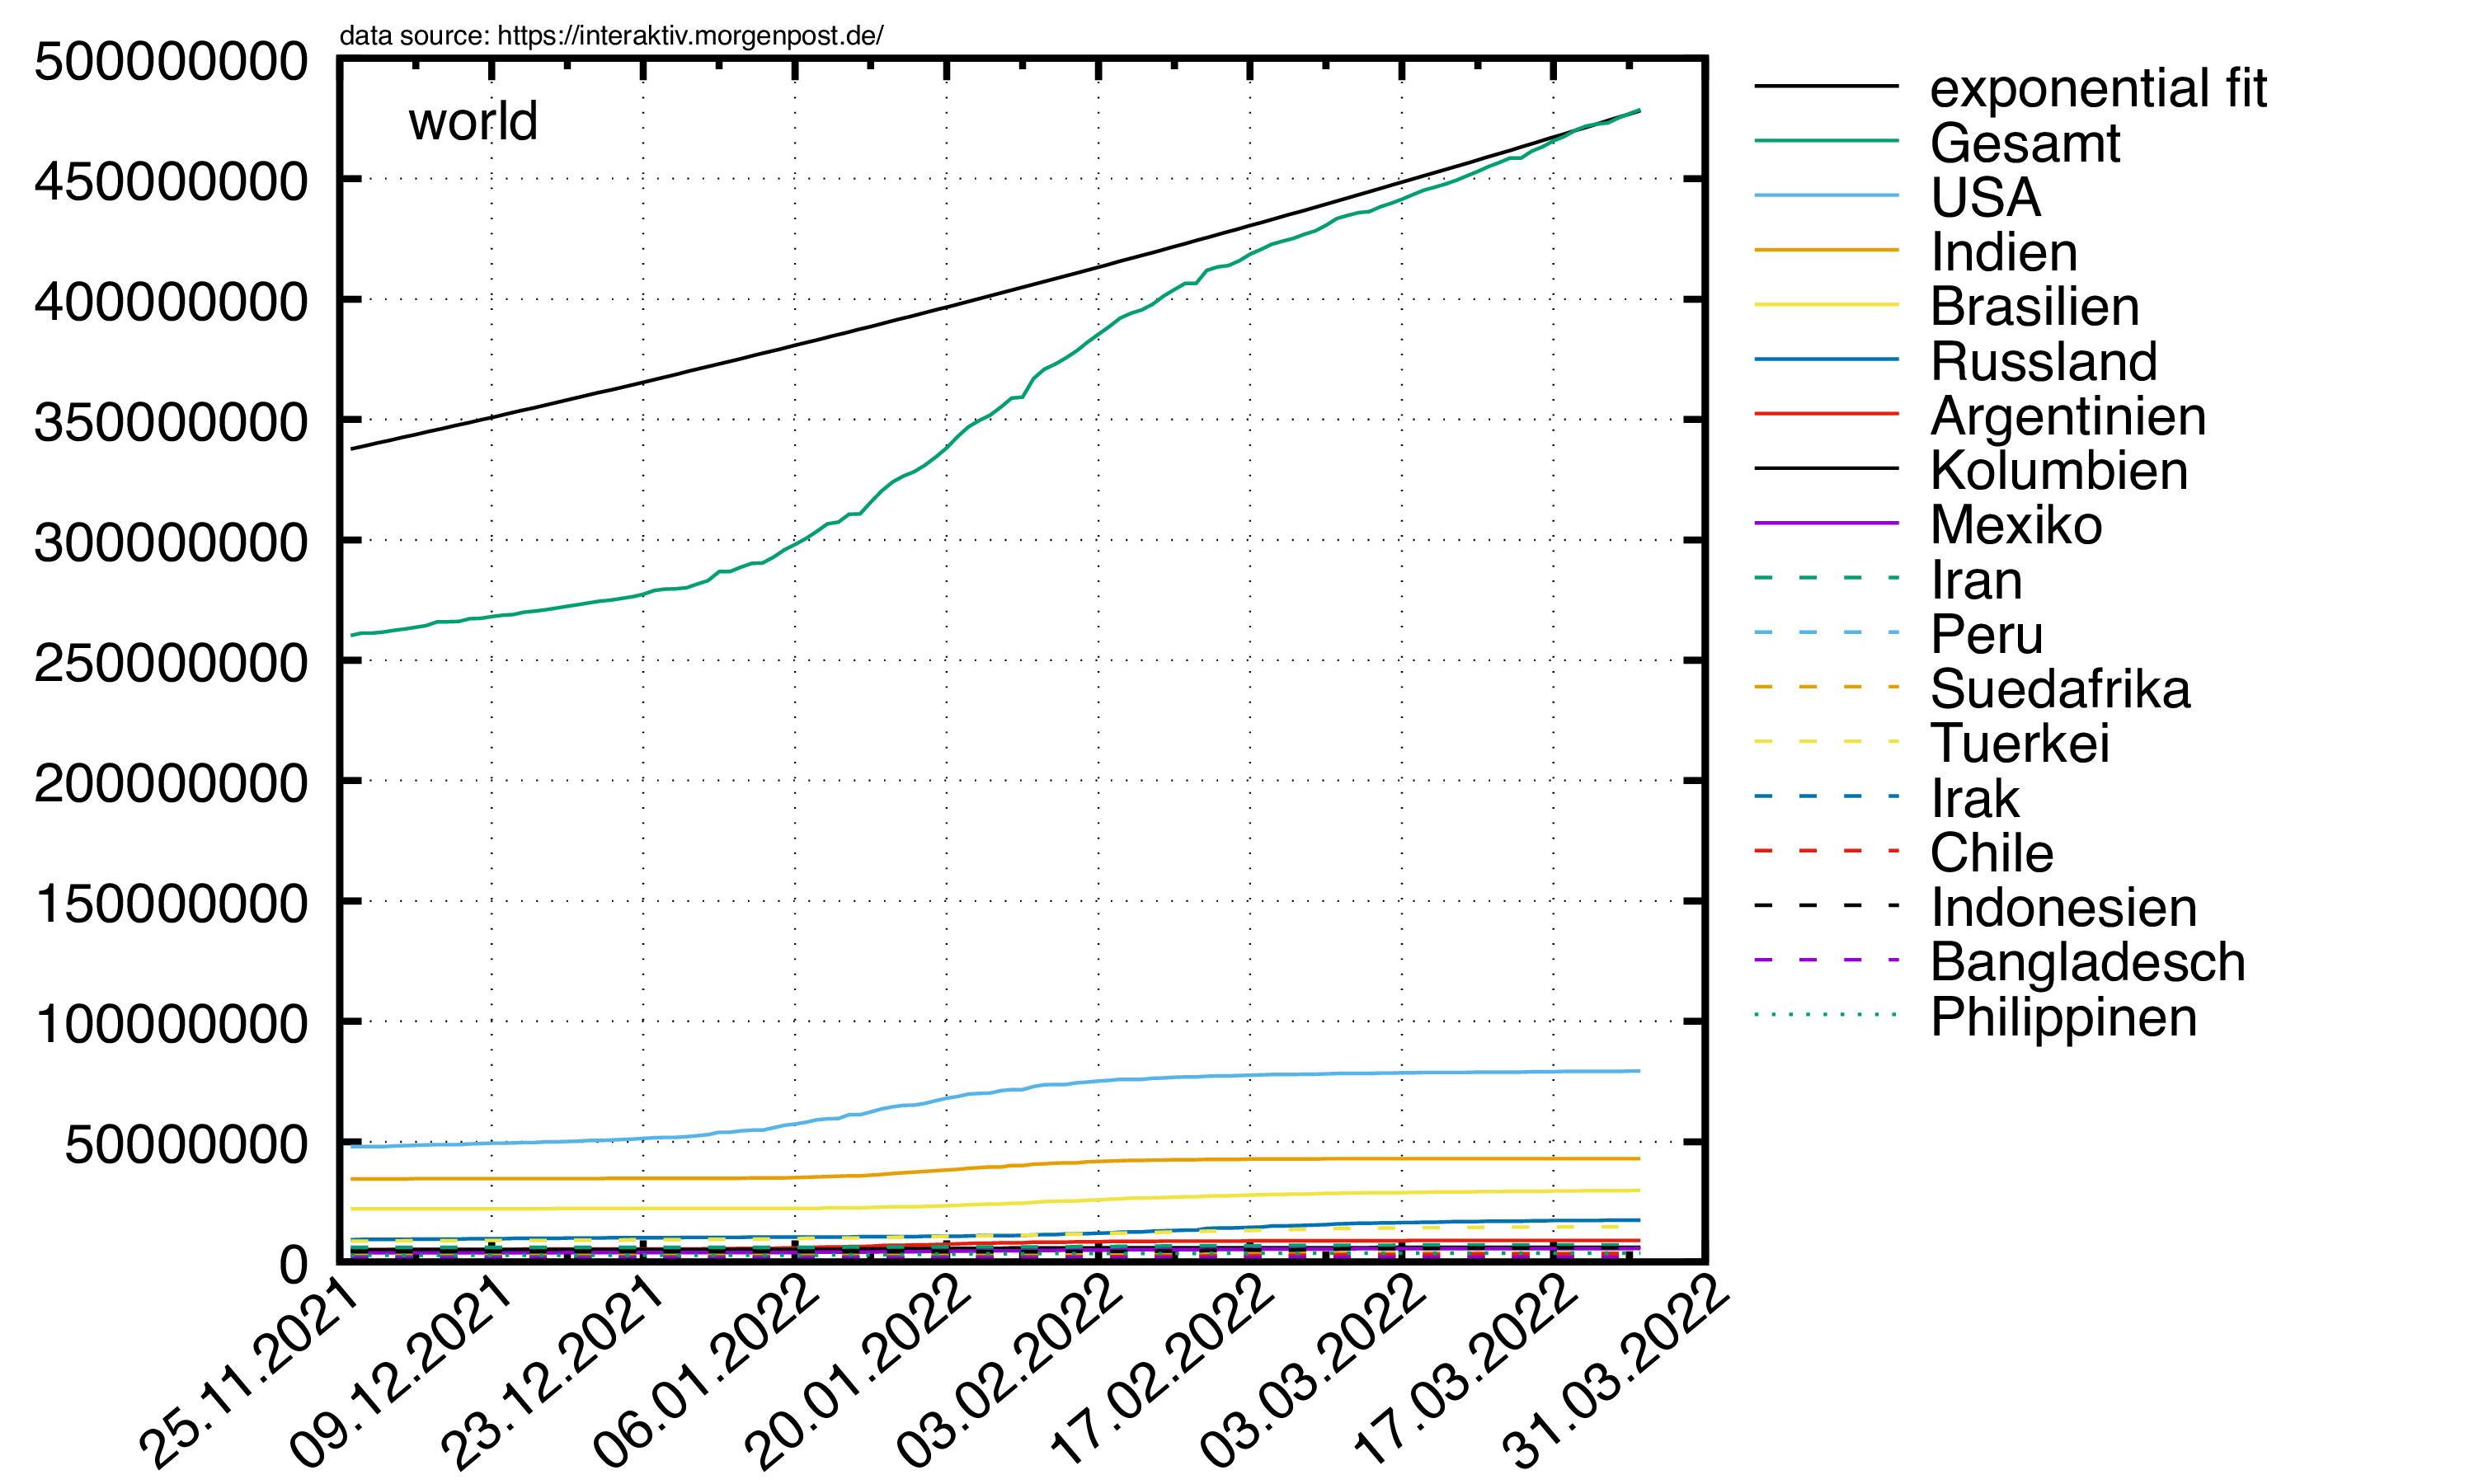 data source: https://interaktiv.morgenpost.de/
world
500000000
450000000
400000000
350000000
300000000
250000000
200000000
150000000
100000000
50000000
0
25.11.2021
09.12.2021
23.12.2021
06.01.2022
20.01.2022
03.02.2022
17.02.2022
03.03.2022
17.03.2022
31.03.2022
exponential fit
Gesamt
USA
Indien
Brasilien
Russland
Argentinien
Kolumbien
Mexiko
Iran
Peru
Suedafrika
Tuerkei
Irak
Chile
Indonesien
Bangladesch
Philippinen